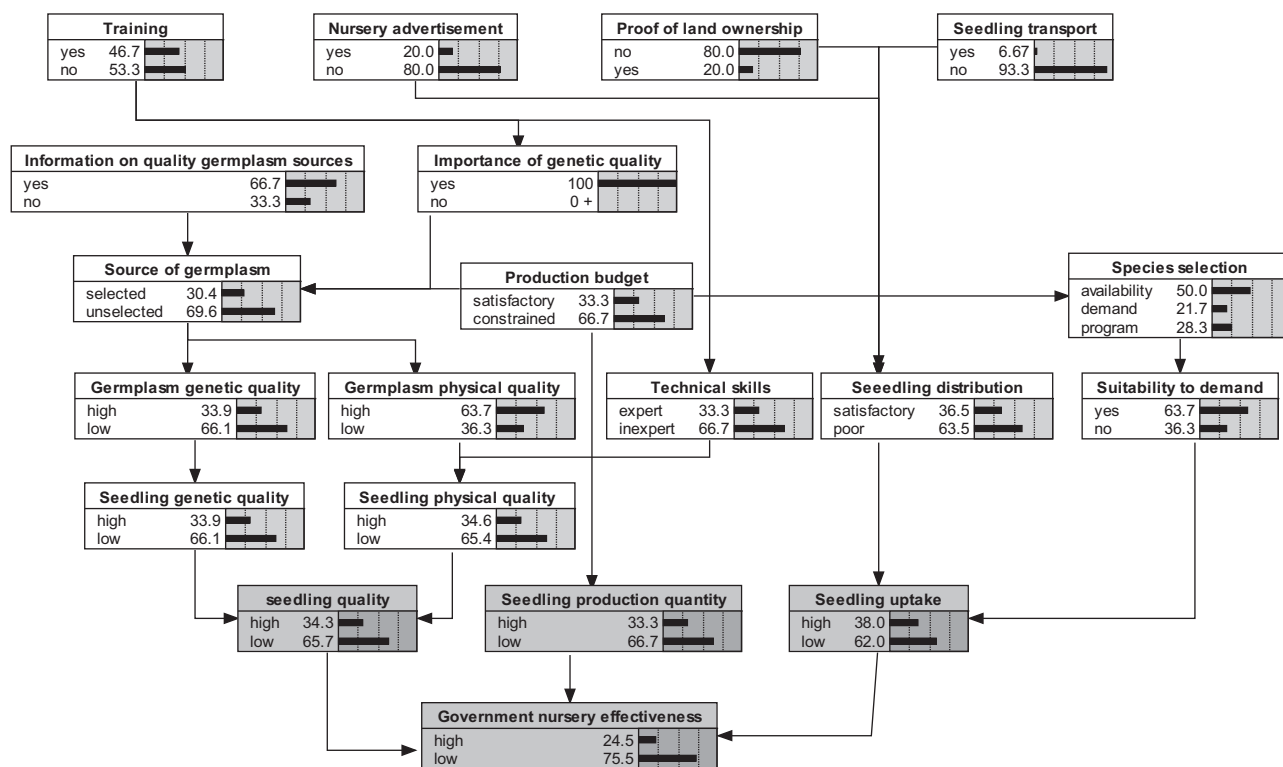 Training
yes 46.7
no 53.3
Nursery advertisement
yes 20.0
no 80.0
Proof of land ownership
no 80.0
yes 20.0
Seedling transport
yes 6.67
no 93.3
Information on quality germplasm sources
yes 66.7
no 33.3
Importance of genetic quality
yes 100
no 0 +
Source of germplasm
selected 30.4
unselected 69.6
Production budget
satisfactory 33.3
constrained 66.7
Species selection
availability 50.0
demand 21.7
program 28.3
Germplasm genetic quality
high 33.9
low 66.1
Germplasm physical quality
high 63.7
low 36.3
Technical skills
expert 33.3
inexpert 66.7
Seeedling distribution
satisfactory 36.5
poor 63.5
Suitability to demand
yes 63.7
no 36.3
Seedling genetic quality
high 33.9
low 66.1
Seedling physical quality
high 34.6
low 65.4
seedling quality
high 34.3
low 65.7
Seedling production quantity
high 33.3
low 66.7
Seedling uptake
high 38.0
low 62.0
Government nursery effectiveness
high 24.5
low 75.5